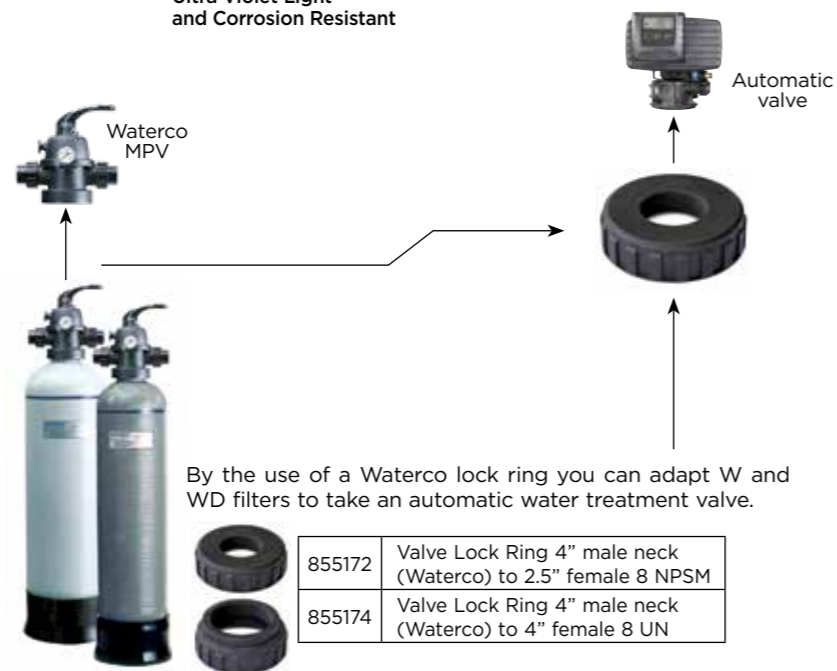 Ultra Violet Light
and Corrosion Resistant
Automatic
valve
Waterco
MPV
By the use of a Waterco lock ring you can adapt W and
WD filters to take an automatic water treatment valve.
855172 Valve Lock Ring 4” male neck
(Waterco) to 2.5” female 8 NPSM
855174 Valve Lock Ring 4” male neck
(Waterco) to 4” female 8 UN